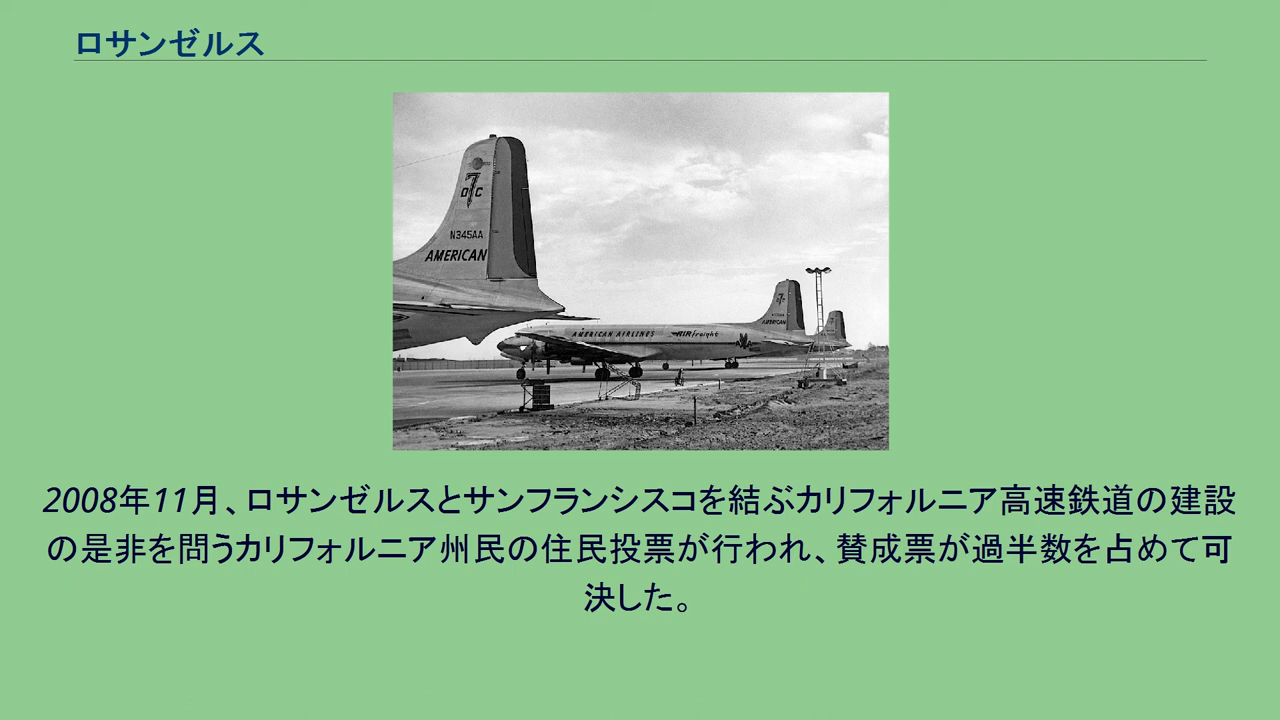 ロサンゼルス
7
DC
N345AA
AMERICAN
AMERICAN AIRLINES AIRfreight
AMERICAN
2008年11月、ロサンゼルスとサンフランシスコを結ぶカリフォルニア高速鉄道の建設
の是非を問うカリフォルニア州民の住民投票が行われ、賛成票が過半数を占めて可
決した。